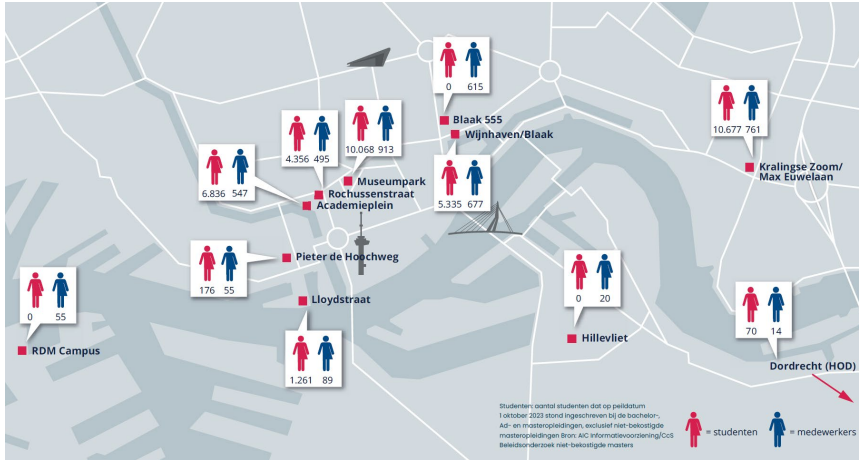 0 615
Blaak 555
Wijnhaven/Blaak
5.335 677
10.677 761
Kralingse Zoom/
Max Euwelaan
10.068 913
Museumpark
4.356 495
Rochussenstraat
6.836 547
Academieplein
176 55
Pieter de Hoochweg
Lloydstraat
1.261 89
0 55
RDM Campus
0 20
Hillevliet
70 14
Dordrecht (HOD)
Studenten: aantal studenten dat op peildatum
1 oktober 2023 stond ingeschreven bij de bachelor-,
Ad- en masteropleidingen, exclusief niet-bekostigde
masteropleidingen Bron: AIC Informatievoorziening/CcS
Beleidsonderzoek niet-bekostigde masters
= studenten
= medewerkers